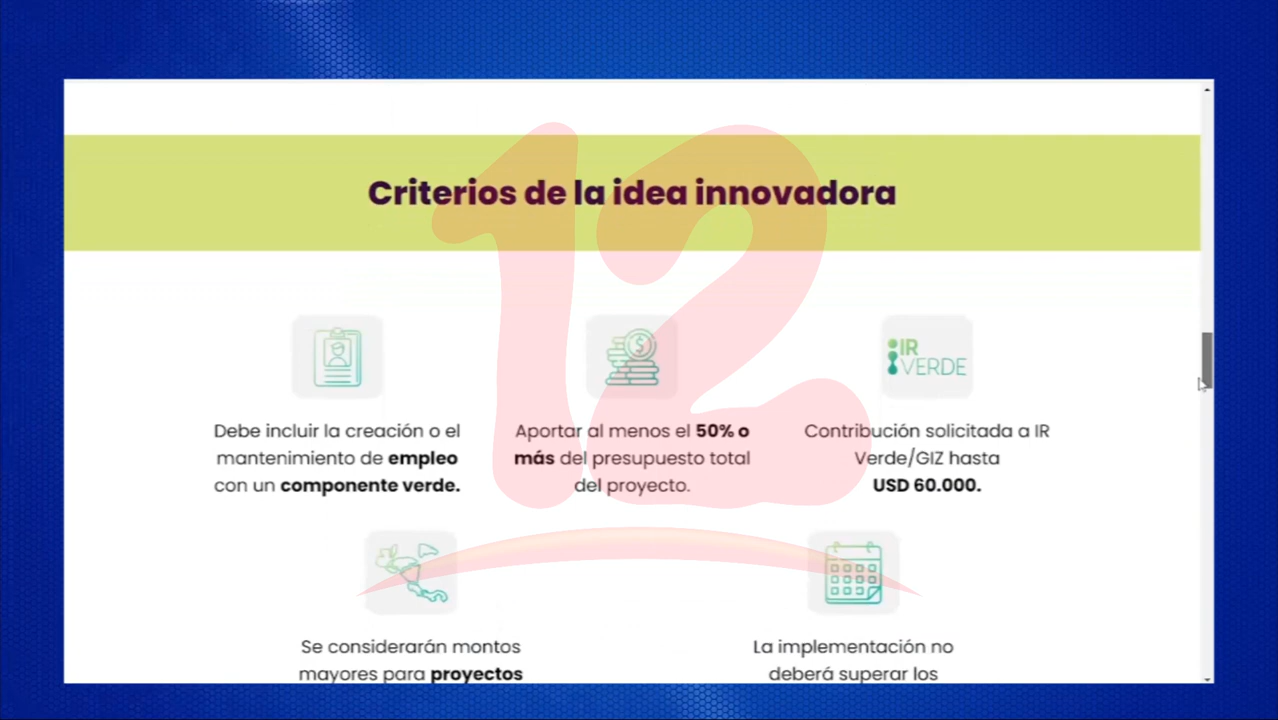 Criterios de la idea innovadora
12
IR
VERDE
Debe incluir la creación o el
mantenimiento de empleo
con un componente verde.
Aportar al menos el 50% o
más del presupuesto total
del proyecto.
Contribución solicitada a IR
Verde/GIZ hasta
USD 60.000.
Se considerarán montos
mayores para proyectos
La implementación no
deberá superar los